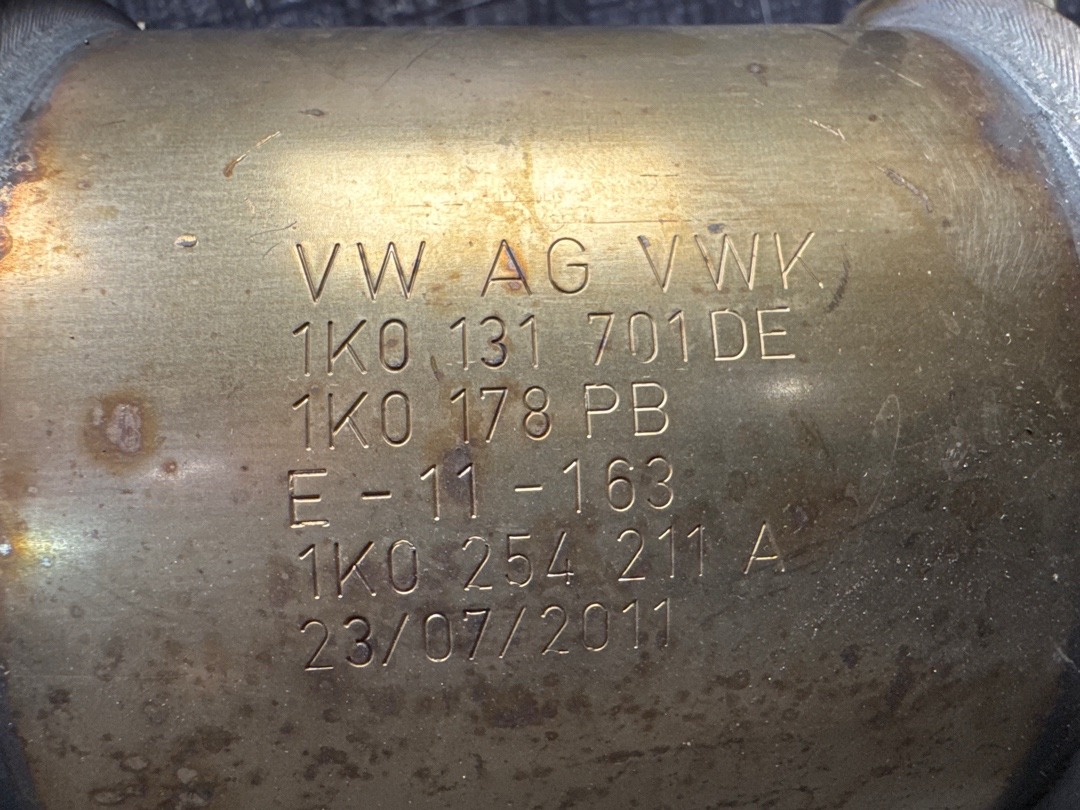 VW AG VWK
1K0 131 701DE
1K0 178 PB
E-11-163
1K0 254 211 A
23/07/2011